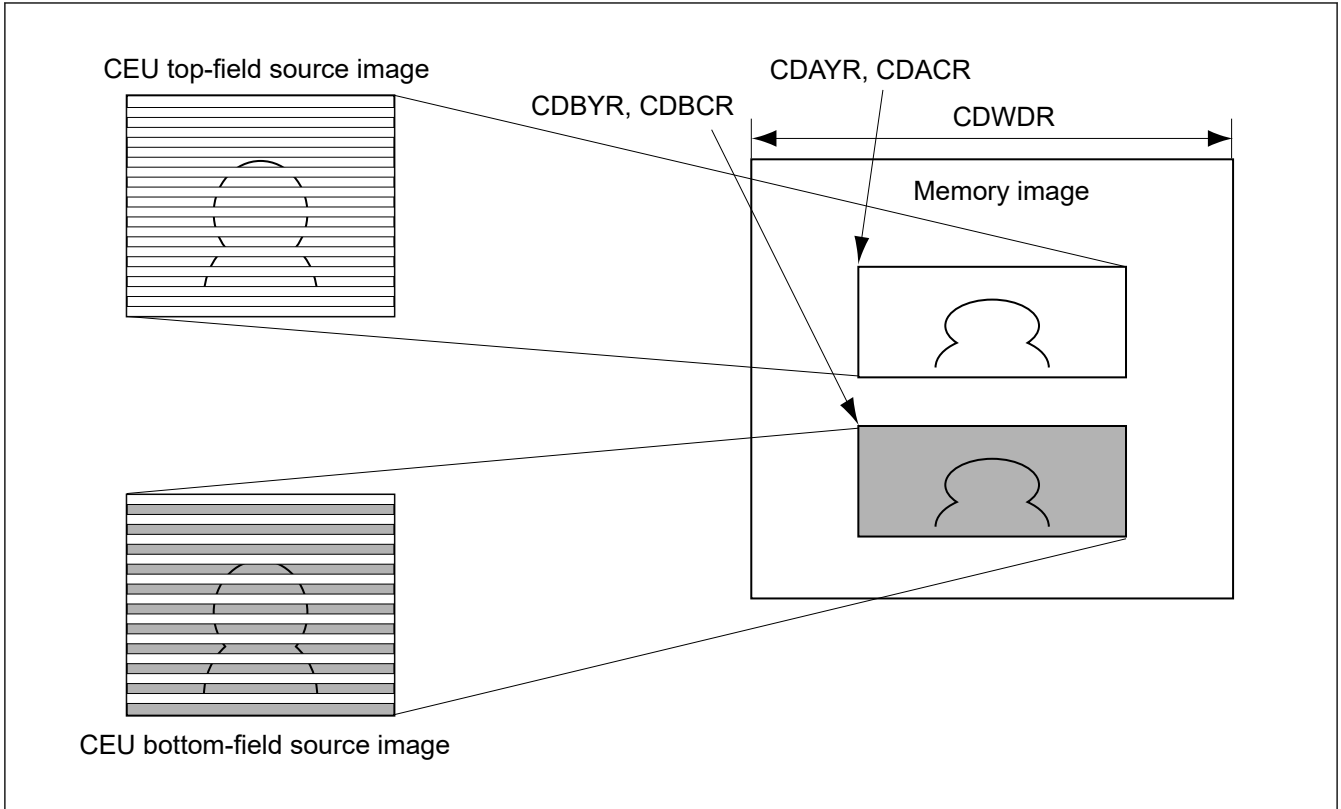 CEU top-field source image
CDAYR, CDACR
CDBYR, CDBCR
CDWDR
Memory image
CEU bottom-field source image